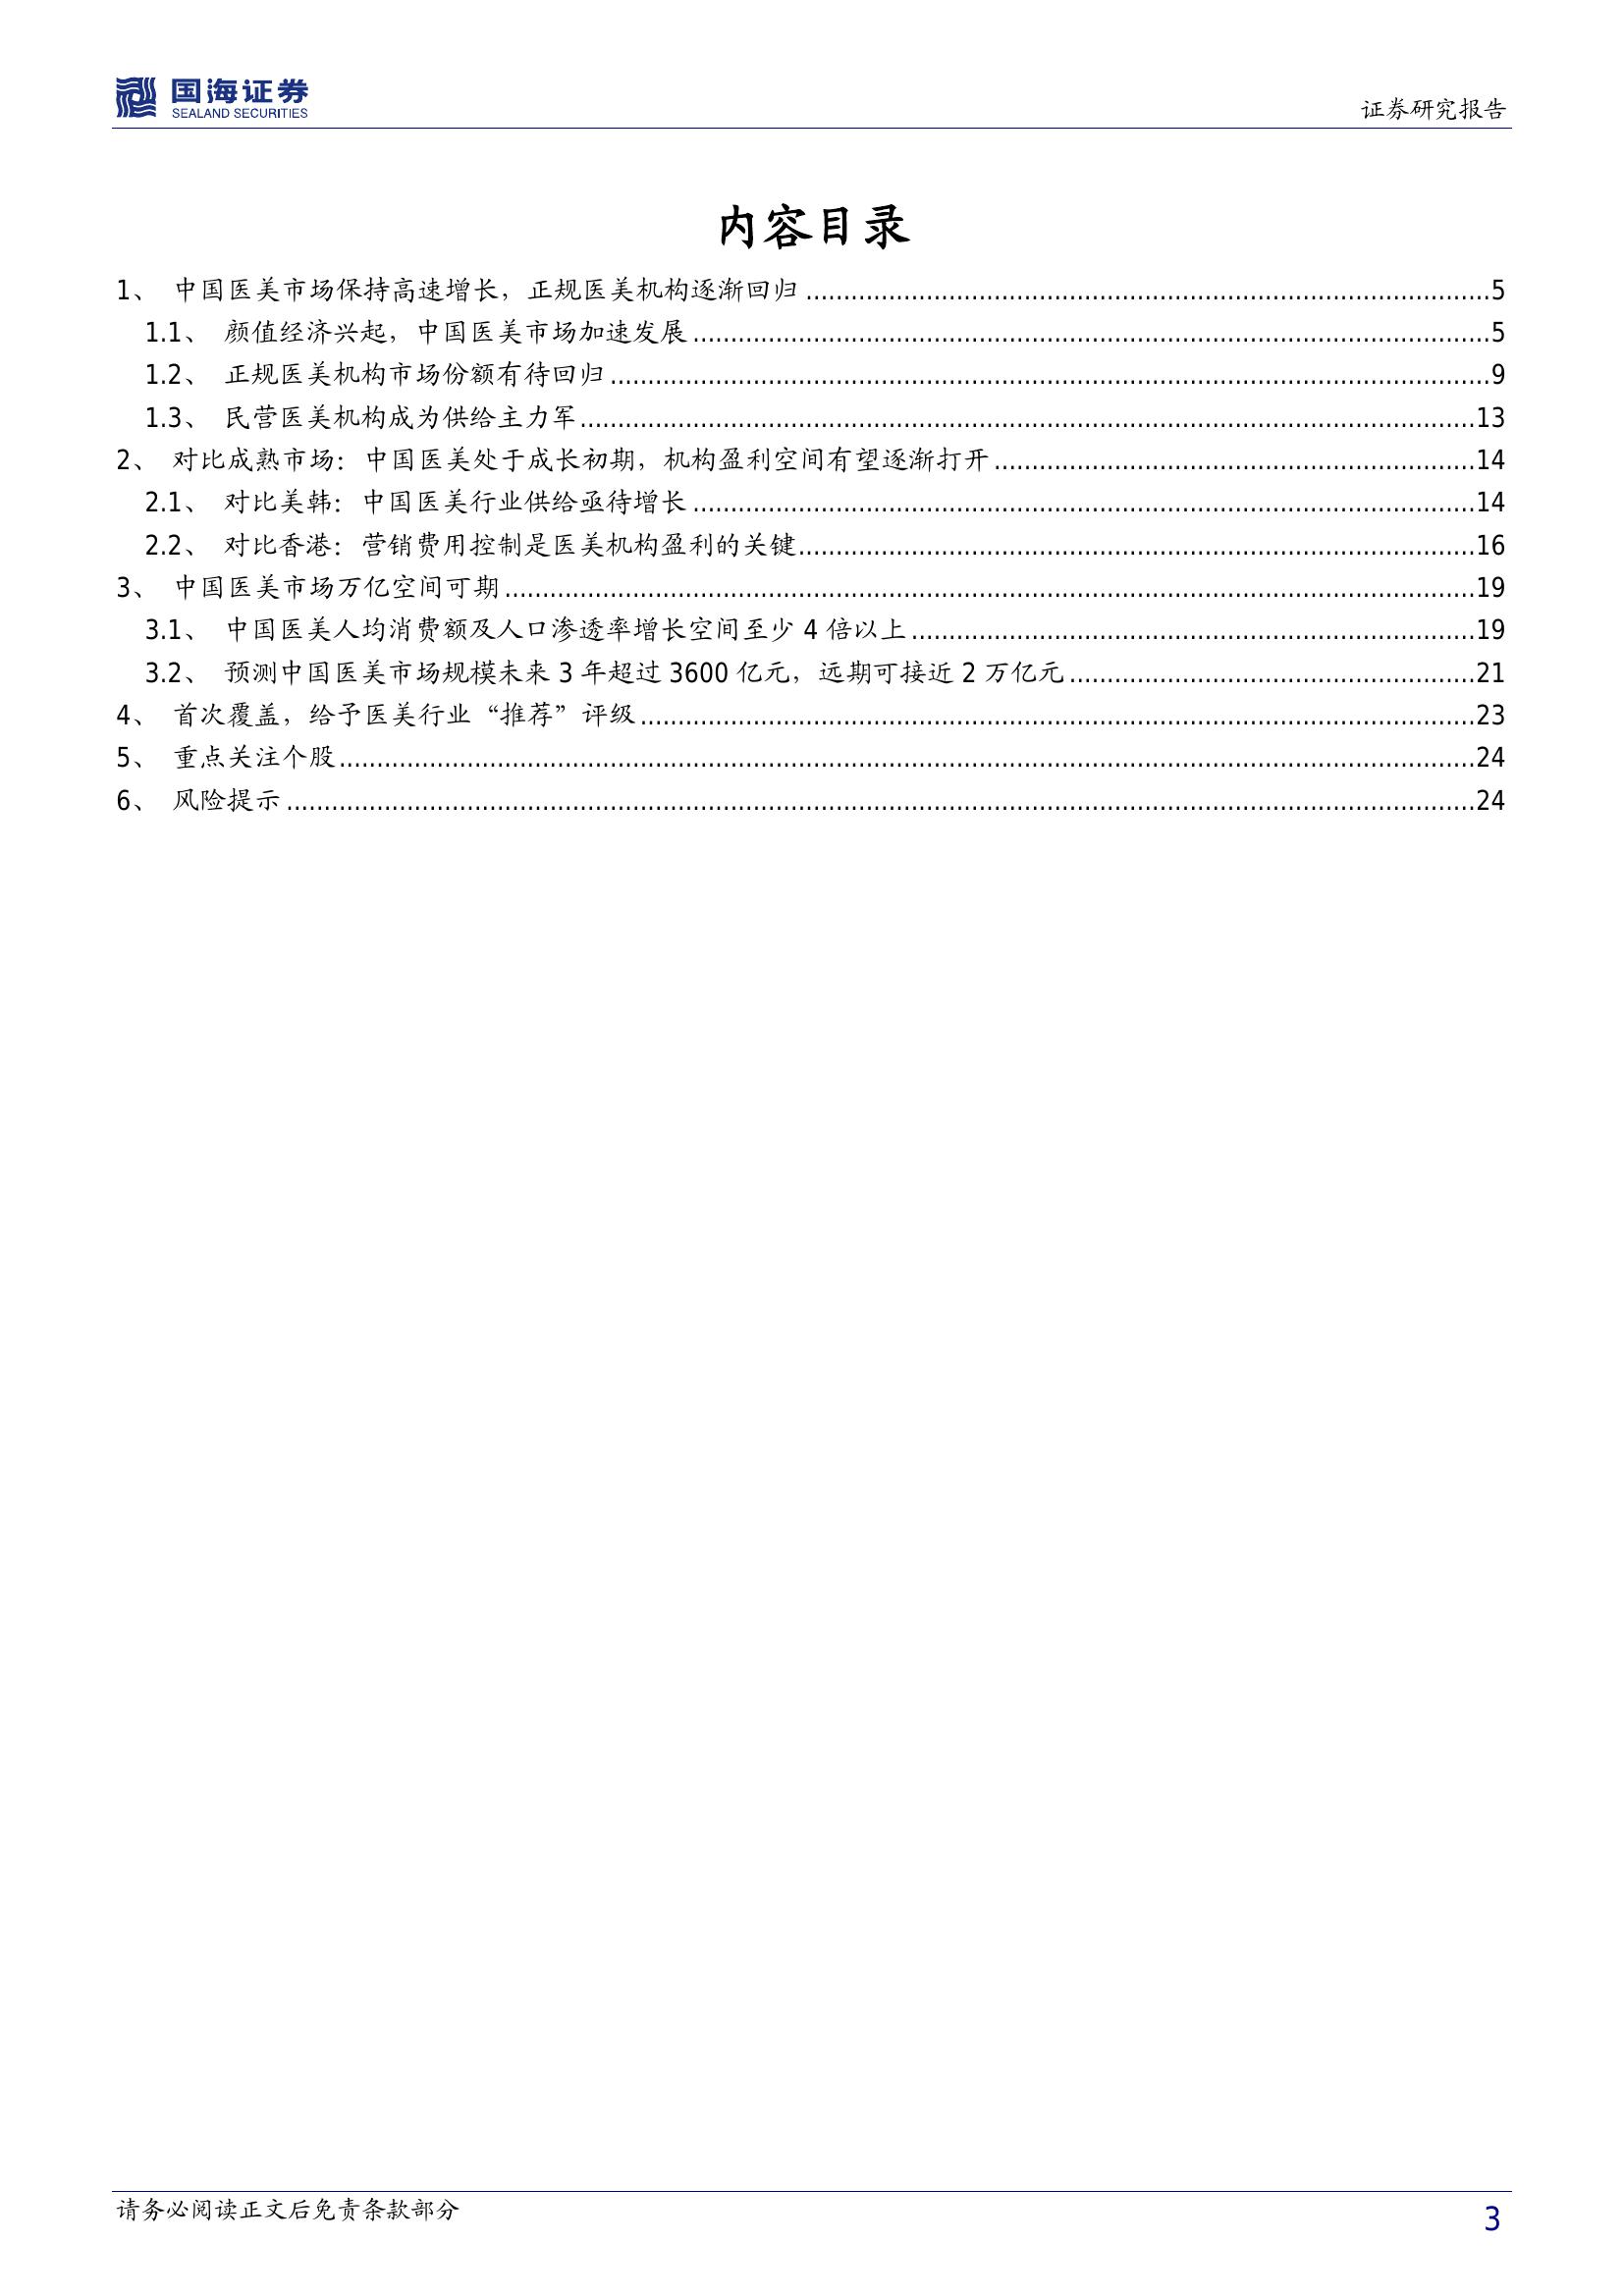 国海证券
SEALAND SECURITIES
证券研究报告
内容目录
1、 中国医美市场保持高速增长，正规医美机构逐渐回归 ........................................5
1.1、 颜值经济兴起，中国医美市场加速发展 ........................................5
1.2、 正规医美机构市场份额有待回归 ........................................9
1.3、 民营医美机构成为供给主力军 ........................................13
2、 对比成熟市场：中国医美处于成长初期，机构盈利空间有望逐渐打开 ........................................14
2.1、 对比美韩：中国医美行业供给亟待增长 ........................................14
2.2、 对比香港：营销费用控制是医美机构盈利的关键 ........................................16
3、 中国医美市场万亿空间可期 ........................................19
3.1、 中国医美人均消费额及人口渗透率增长空间至少 4 倍以上 ........................................19
3.2、 预测中国医美市场规模未来 3 年超过 3600 亿元，远期可接近 2 万亿元 ........................................21
4、 首次覆盖，给予医美行业“推荐”评级 ........................................23
5、 重点关注个股 ........................................24
6、 风险提示 ........................................24
请务必阅读正文后免责条款部分
3